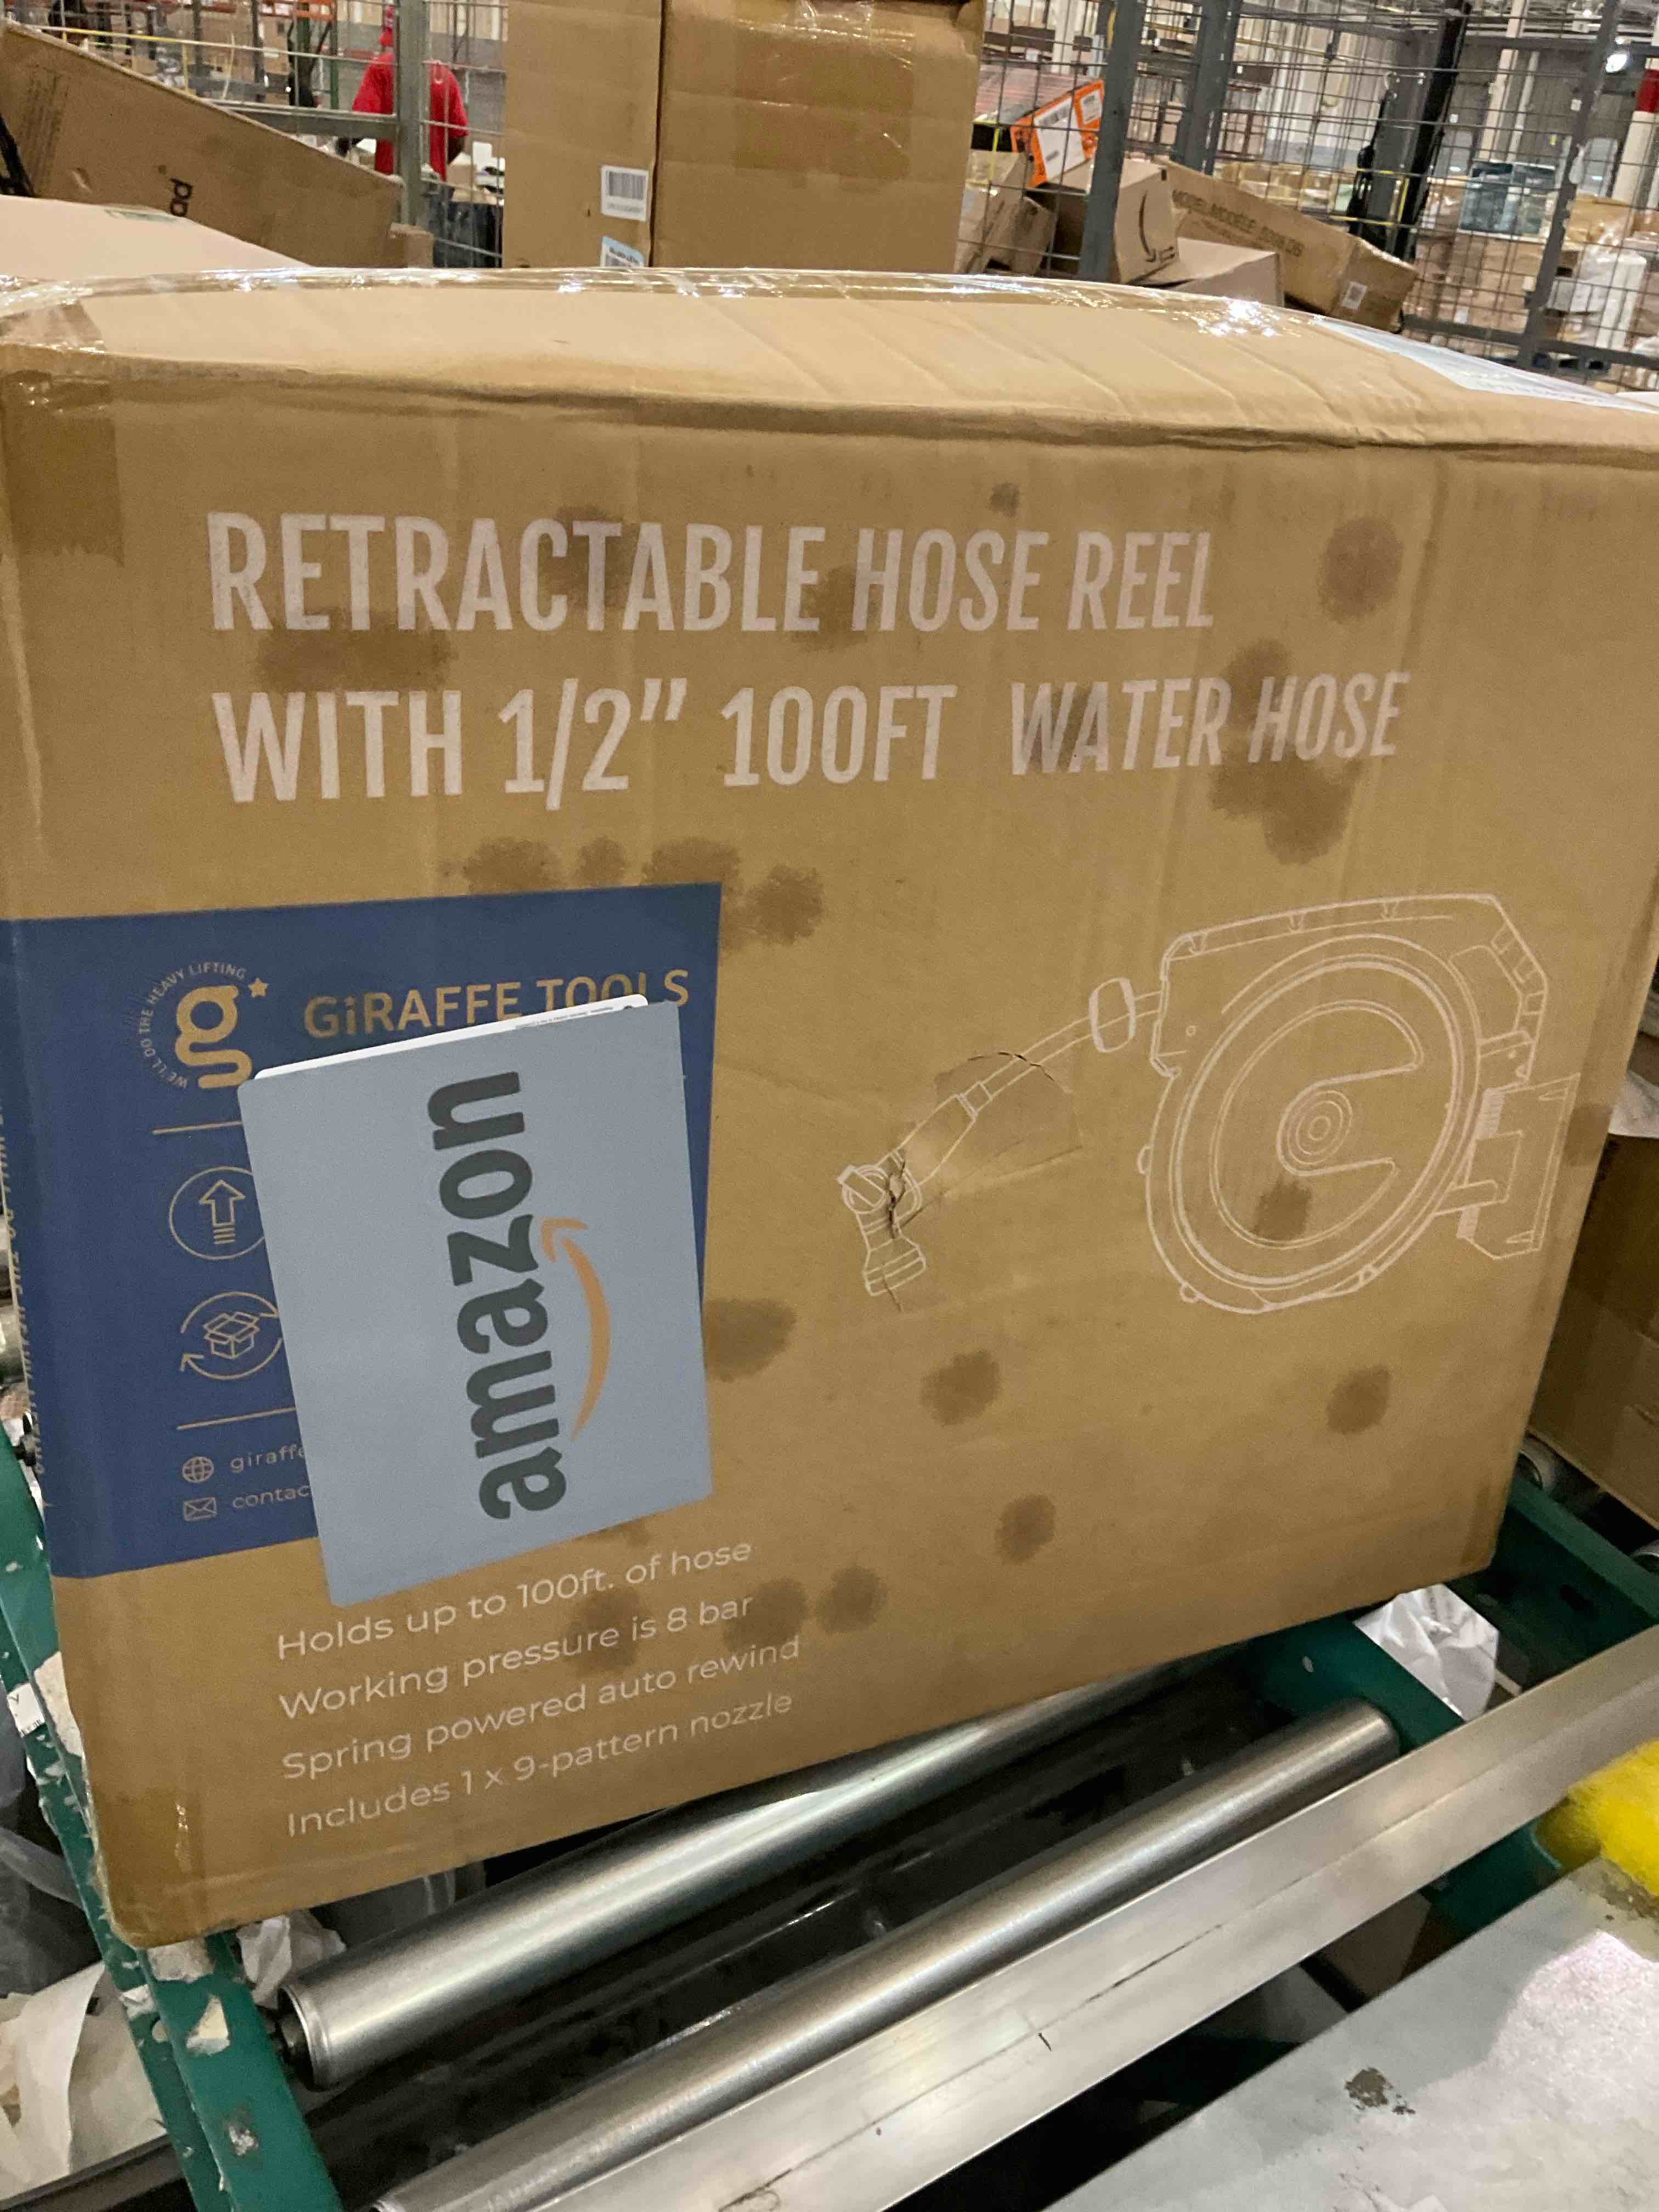 RETRACTABLE HOSE REEL
WITH 1/2" 100FT WATER HOSE
WE'LL DO THE HEAVY LIFTING
g
GiRAFFE TOOLS
amazon
giraffe
contac
Holds up to 100ft. of hose
Working pressure is 8 bar
Spring powered auto rewind
Includes 1 x 9-pattern nozzle